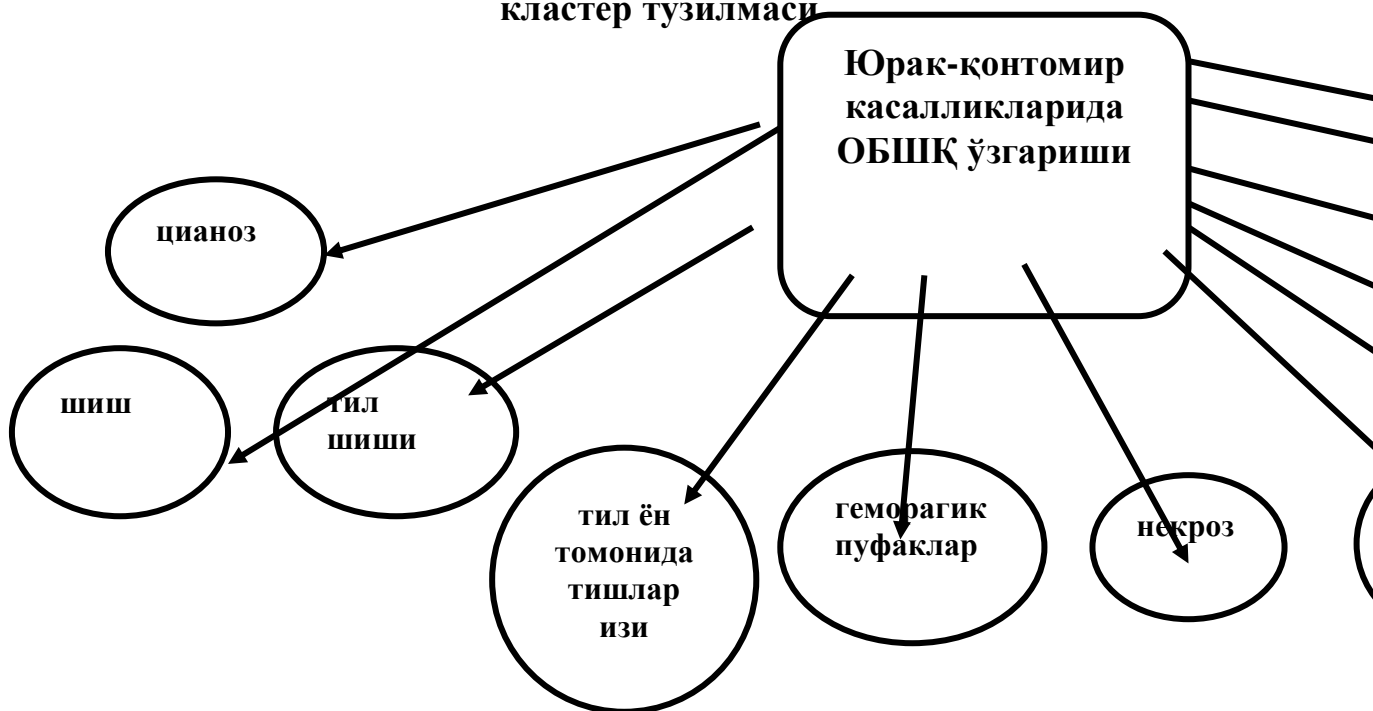 кластер тузилмаси
Юрак-қонтомир
касалликларида
ОБШҚ ўзгариши
цианоз
шиш
тил
шиши
тил ён
томонида
тишлар
изи
геморагик
пуфаклар
некроз